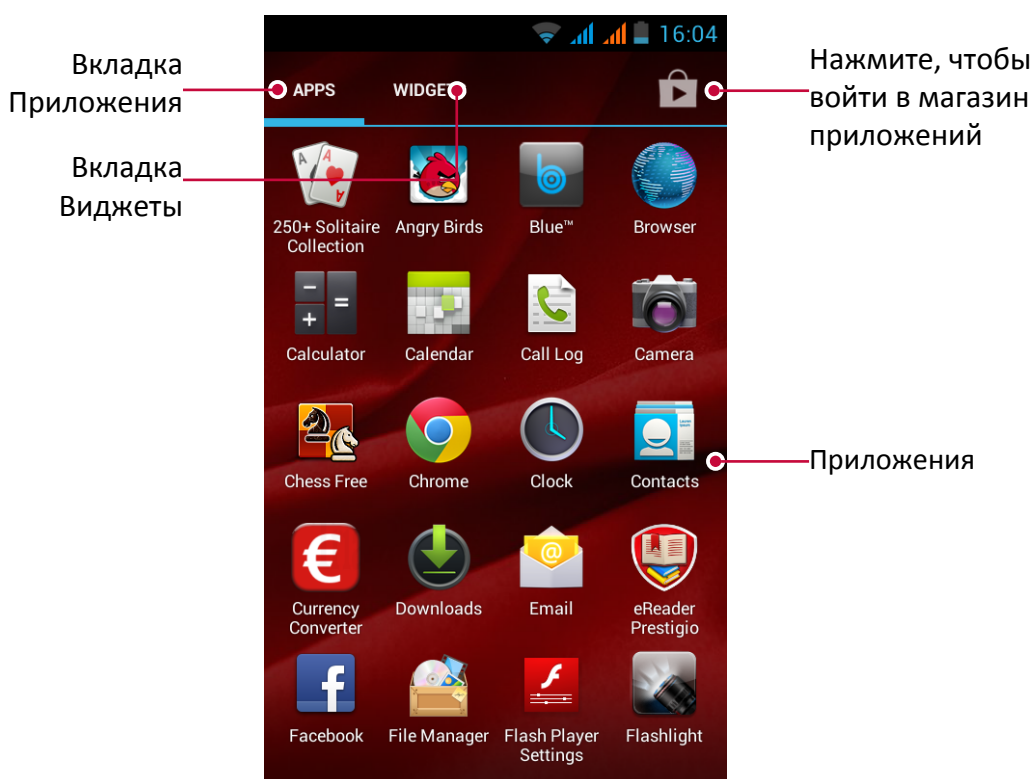 16:04
Вкладка
Приложения
Вкладка
Виджеты
APPS
WIDGETS
Нажмите, чтобы
войти в магазин
приложений
250+ Solitaire
Collection
Angry Birds
Blue™
Browser
Calculator
Calendar
Call Log
Camera
Chess Free
Chrome
Clock
Contacts
Приложения
Currency
Converter
Downloads
Email
eReader
Prestigio
Facebook
File Manager
Flash Player
Settings
Flashlight